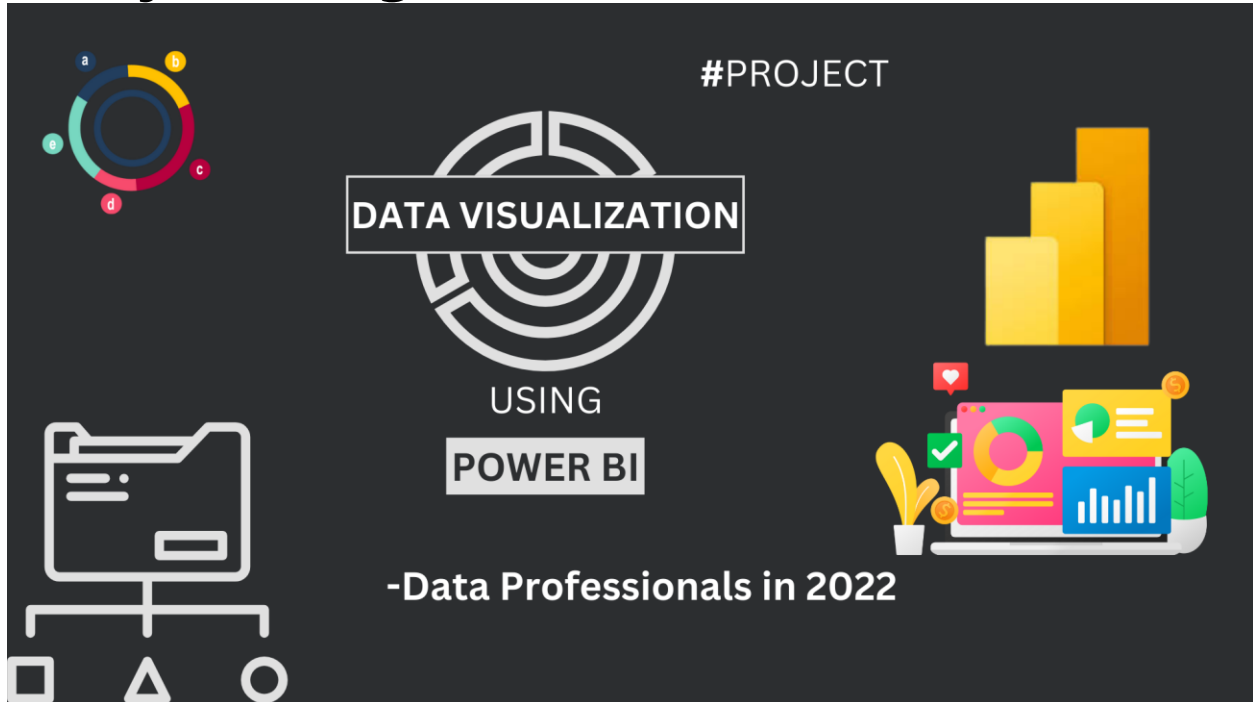 #PROJECT
a
b
c
d
e
DATA VISUALIZATION
USING
POWER BI
-Data Professionals in 2022